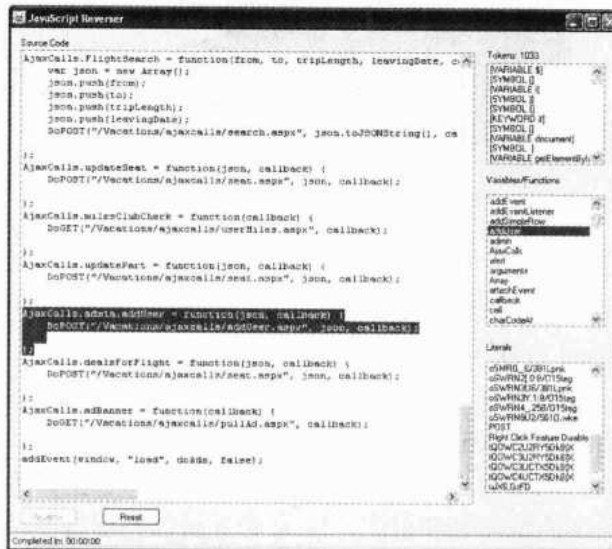 JavaScript Reverser
Source Code
AjaxCalls.FlightSearch = function(from, to, tripLength, leavingDate, c
var json = new Array();
json.push(from);
json.push(to);
json.push(tripLength);
json.push(leavingDate);
DoPOST("/Vacations/ajaxcalls/search.aspx", json.toJSONString(), ca
};
AjaxCalls.updateSeat = function(json, callback) {
DoPOST("/Vacations/ajaxcalls/seat.aspx", json, callback);
};
AjaxCalls.milesClubCheck = function(callback) {
DoGET("/Vacations/ajaxcalls/userMiles.aspx", callback);
};
AjaxCalls.updatePart = function(json, callback) {
DoPOST("/Vacations/ajaxcalls/seat.aspx", json, callback);
};
AjaxCalls.admin.addUser = function(json, callback) {
DoPOST("/Vacations/ajaxcalls/addUser.aspx", json, callback);
};
AjaxCalls.dealsForFlight = function(json, callback) {
DoPOST("/Vacations/ajaxcalls/seat.aspx", json, callback);
};
AjaxCalls.adBanner = function(callback) {
DoGET("/Vacations/ajaxcalls/pullAd.aspx", callback);
};
addEvent(window, "load", doAds, false);
Reset
Completed in: 00:00:00
Tokens: 1033
[VARIABLE $]
[SYMBOL (]
[VARIABLE
[SYMBOL
[SYMBOL
[KEYWORD if]
[SYMBOL (]
[VARIABLE document]
[SYMBOL .]
[VARIABLE getElementById
Variables/Functions
addEvent
addEventListener
addSimpleRow
addUser
admin
AjaxCalls
alert
arguments
Array
attachEvent
callback
call
charCodeAt
Literals
POST
Right Click Feature Disable